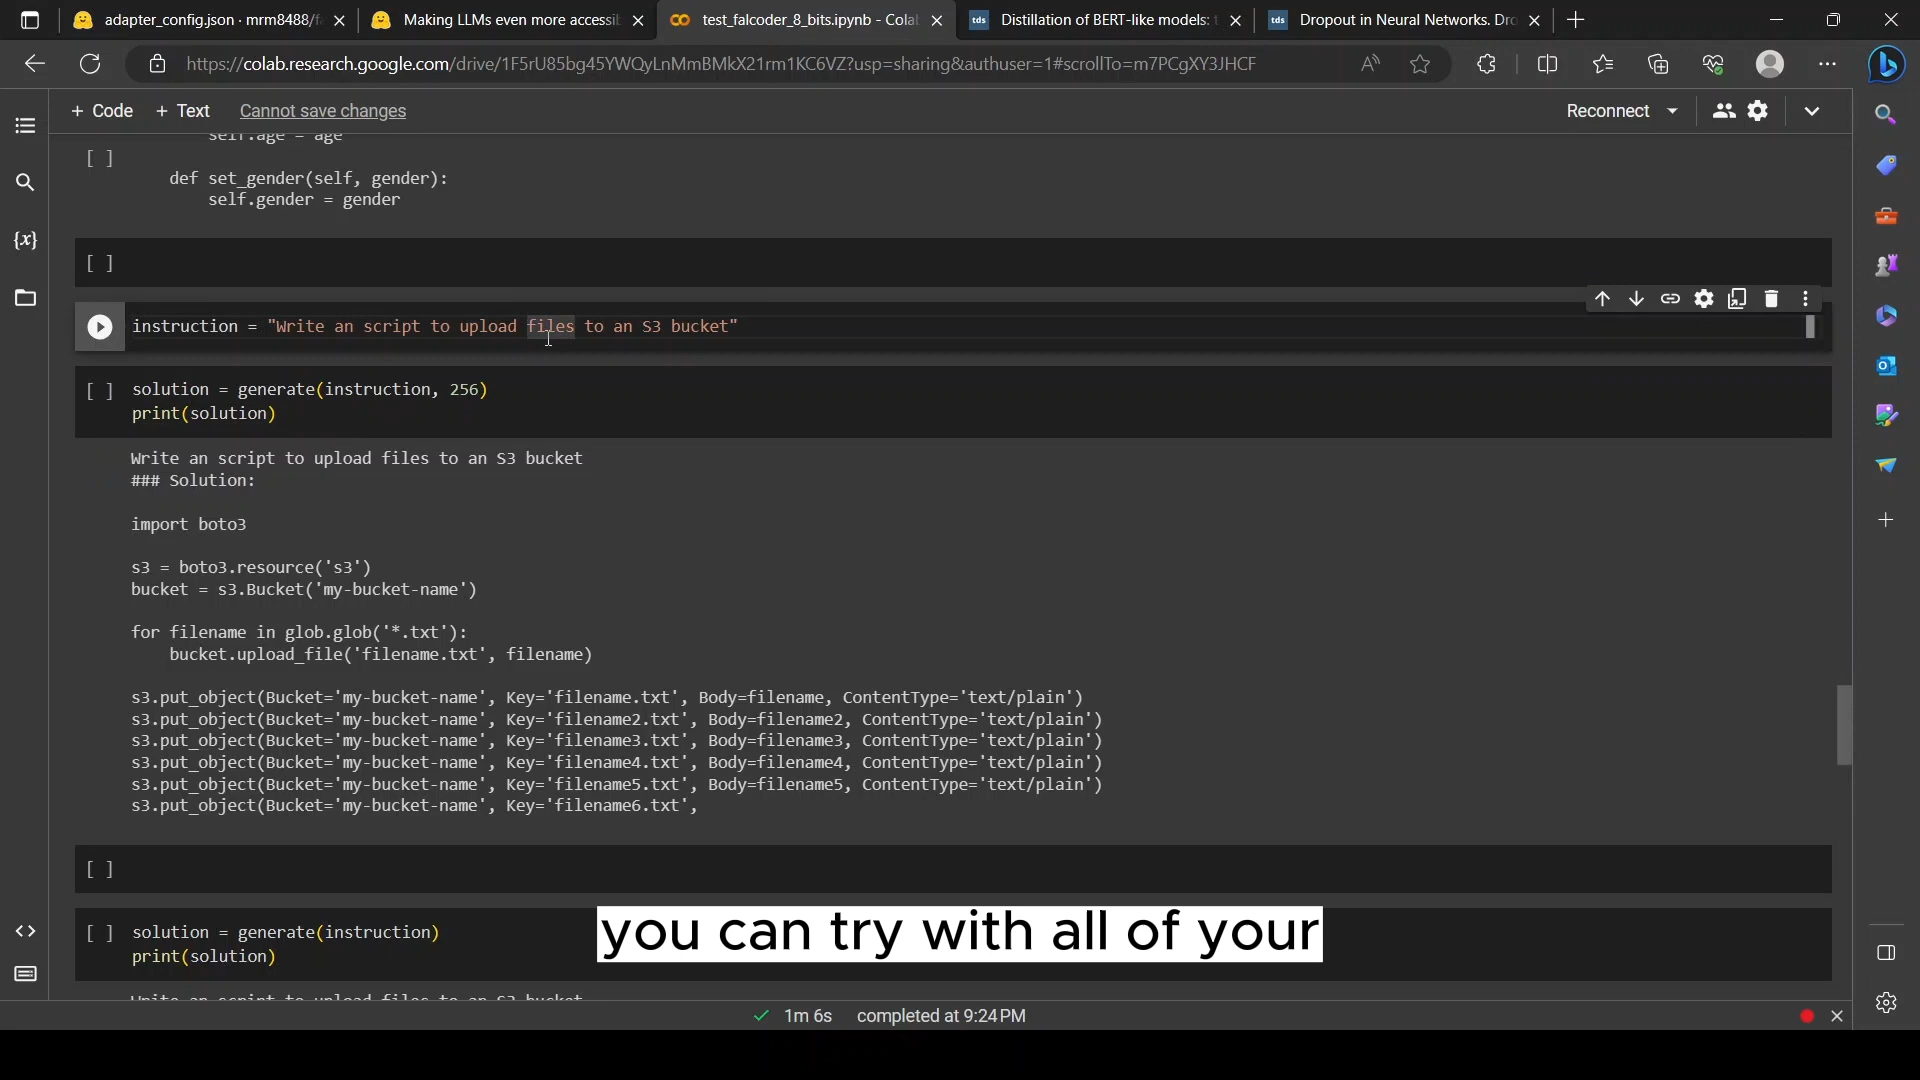 adapter_config.json · mrm8488/f
Making LLMs even more accessi
test_falcoder_8_bits.ipynb - Cola
tds Distillation of BERT-like models:
tds Dropout in Neural Networks. Dro
https://colab.research.google.com/drive/1F5rU85bg45YWQyLnMmBMkX21rm1KC6VZ?usp=sharing&authuser=1#scrollTo=m7PCgXY3JHCF
+ Code + Text Cannot save changes Reconnect
self.age = age
[ ]
def set_gender(self, gender):
self.gender = gender
[ ]
instruction = "Write an script to upload files to an S3 bucket"
[ ] solution = generate(instruction, 256)
print(solution)
Write an script to upload files to an S3 bucket
### Solution:
import boto3
s3 = boto3.resource('s3')
bucket = s3.Bucket('my-bucket-name')
for filename in glob.glob('*.txt'):
bucket.upload_file('filename.txt', filename)
s3.put_object(Bucket='my-bucket-name', Key='filename.txt', Body=filename, ContentType='text/plain')
s3.put_object(Bucket='my-bucket-name', Key='filename2.txt', Body=filename2, ContentType='text/plain')
s3.put_object(Bucket='my-bucket-name', Key='filename3.txt', Body=filename3, ContentType='text/plain')
s3.put_object(Bucket='my-bucket-name', Key='filename4.txt', Body=filename4, ContentType='text/plain')
s3.put_object(Bucket='my-bucket-name', Key='filename5.txt', Body=filename5, ContentType='text/plain')
s3.put_object(Bucket='my-bucket-name', Key='filename6.txt',
[ ]
[ ] solution = generate(instruction)
print(solution)
you can try with all of your
Write an script to upload files to an S3 bucket
1m 6s completed at 9:24 PM